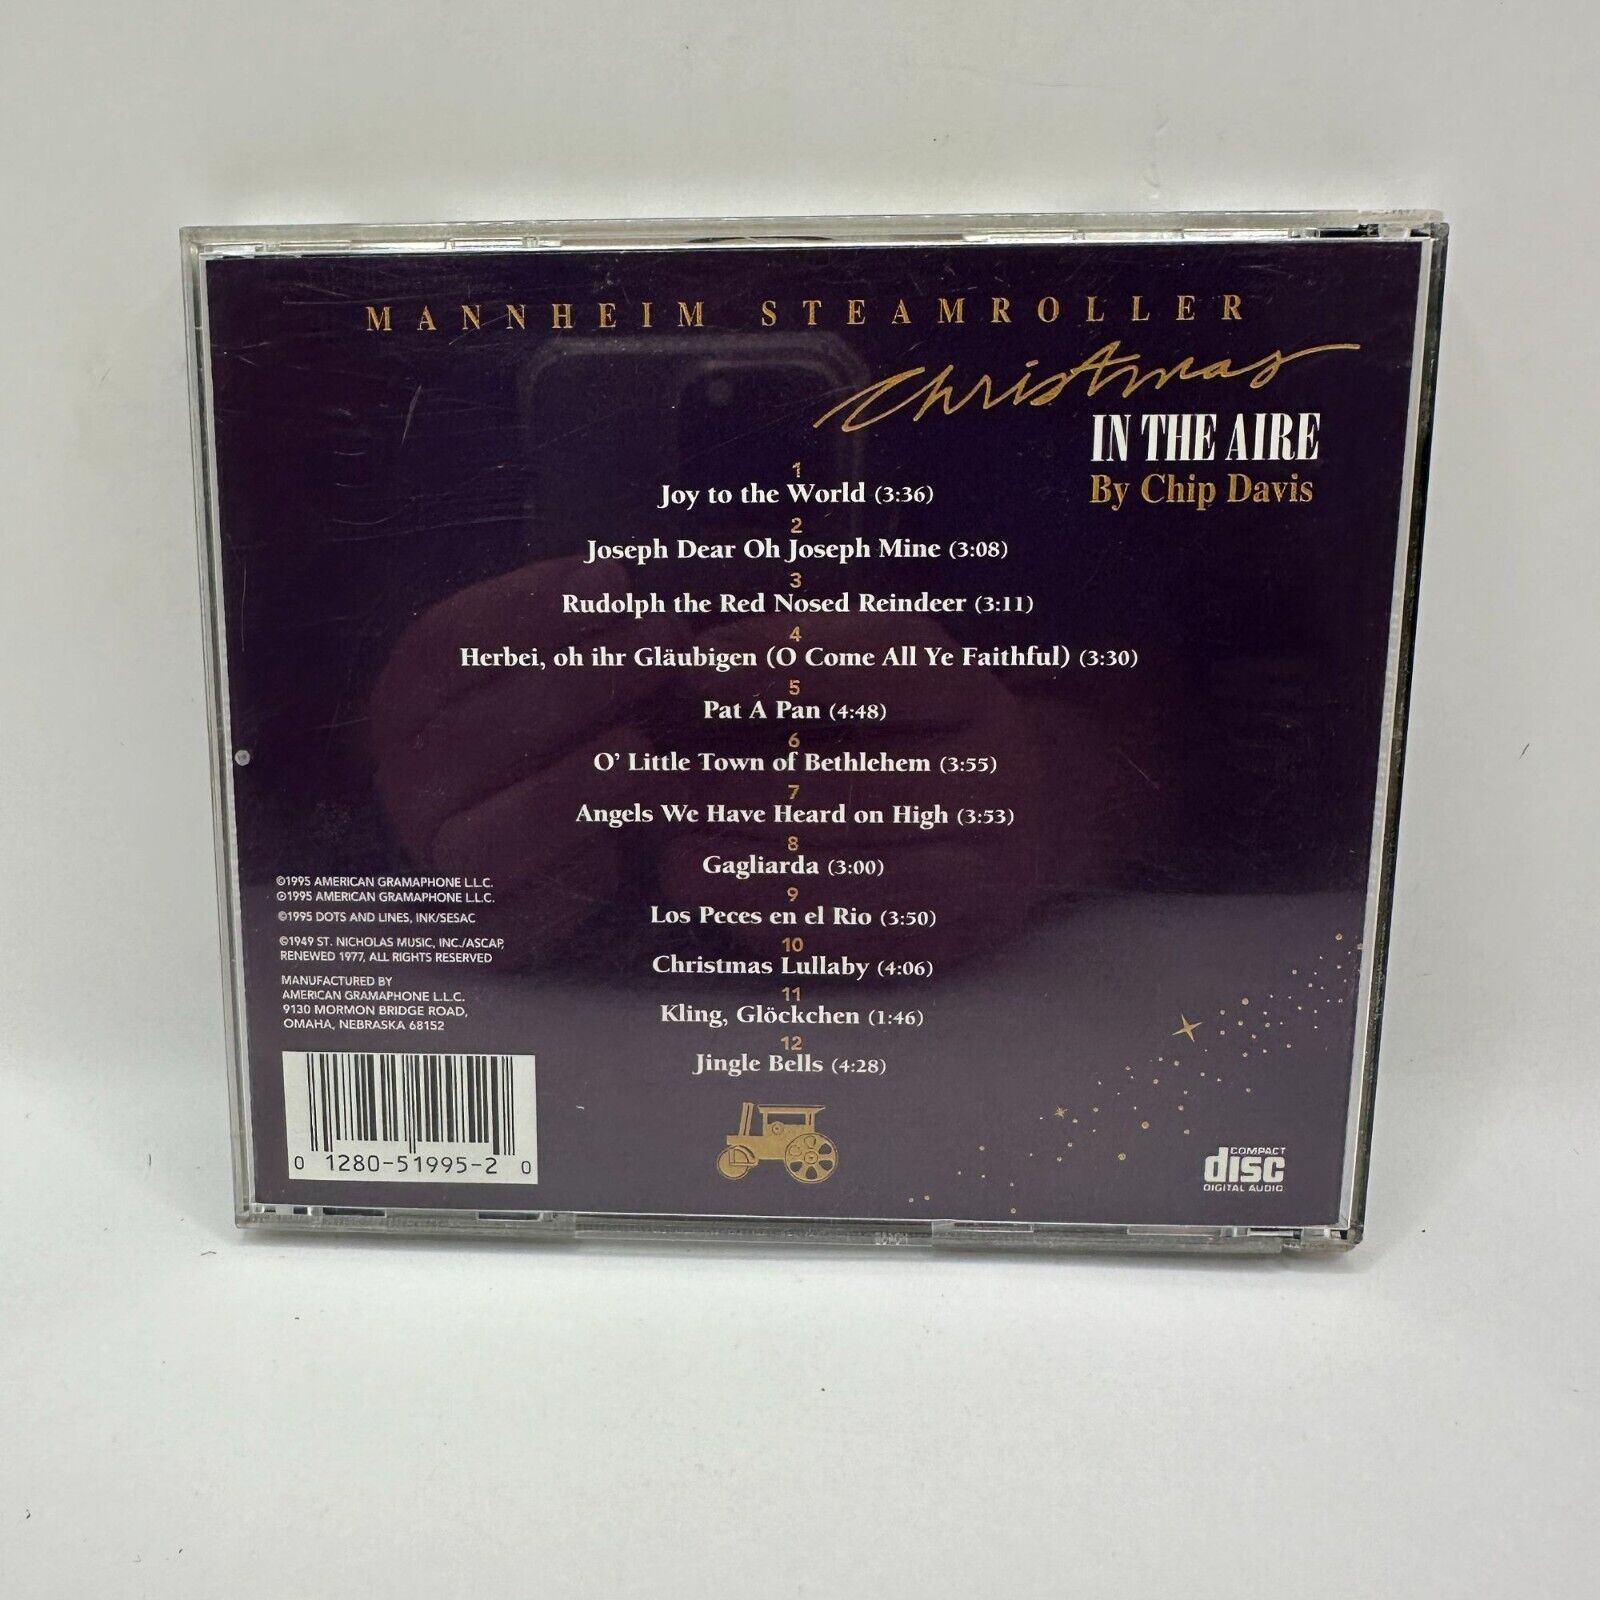 MANNHEIM STEAMROLLER
Christmas
IN THE AIRE
By Chip Davis
1
Joy to the World (3:36)
2
Joseph Dear Oh Joseph Mine (3:08)
3
Rudolph the Red Nosed Reindeer (3:11)
4
Herbei, oh ihr Gläubigen (O Come All Ye Faithful) (3:30)
5
Pat A Pan (4:48)
6
O' Little Town of Bethlehem (3:55)
7
Angels We Have Heard on High (3:53)
8
Gagliarda (3:00)
9
Los Peces en el Rio (3:50)
10
Christmas Lullaby (4:06)
11
Kling, Glöckchen (1:46)
12
Jingle Bells (4:28)
©1995 AMERICAN GRAMAPHONE L.L.C.
℗1995 AMERICAN GRAMAPHONE L.L.C.
©1995 DOTS AND LINES, INK/SESAC
©1949 ST. NICHOLAS MUSIC, INC./ASCAP,
RENEWED 1977, ALL RIGHTS RESERVED
MANUFACTURED BY
AMERICAN GRAMAPHONE L.L.C.
9130 MORMON BRIDGE ROAD,
OMAHA, NEBRASKA 68152
0 1280-51995-2 0
COMPACT
disc
DIGITAL AUDIO